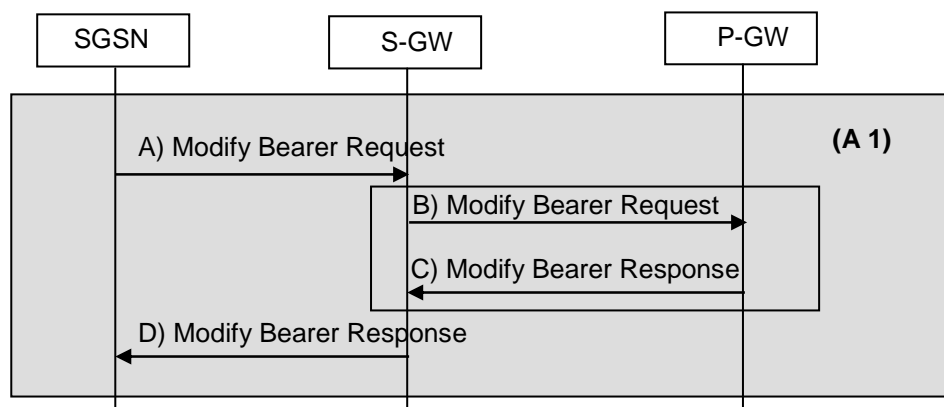 SGSN
S-GW
P-GW
(A 1)
A) Modify Bearer Request
B) Modify Bearer Request
C) Modify Bearer Response
D) Modify Bearer Response